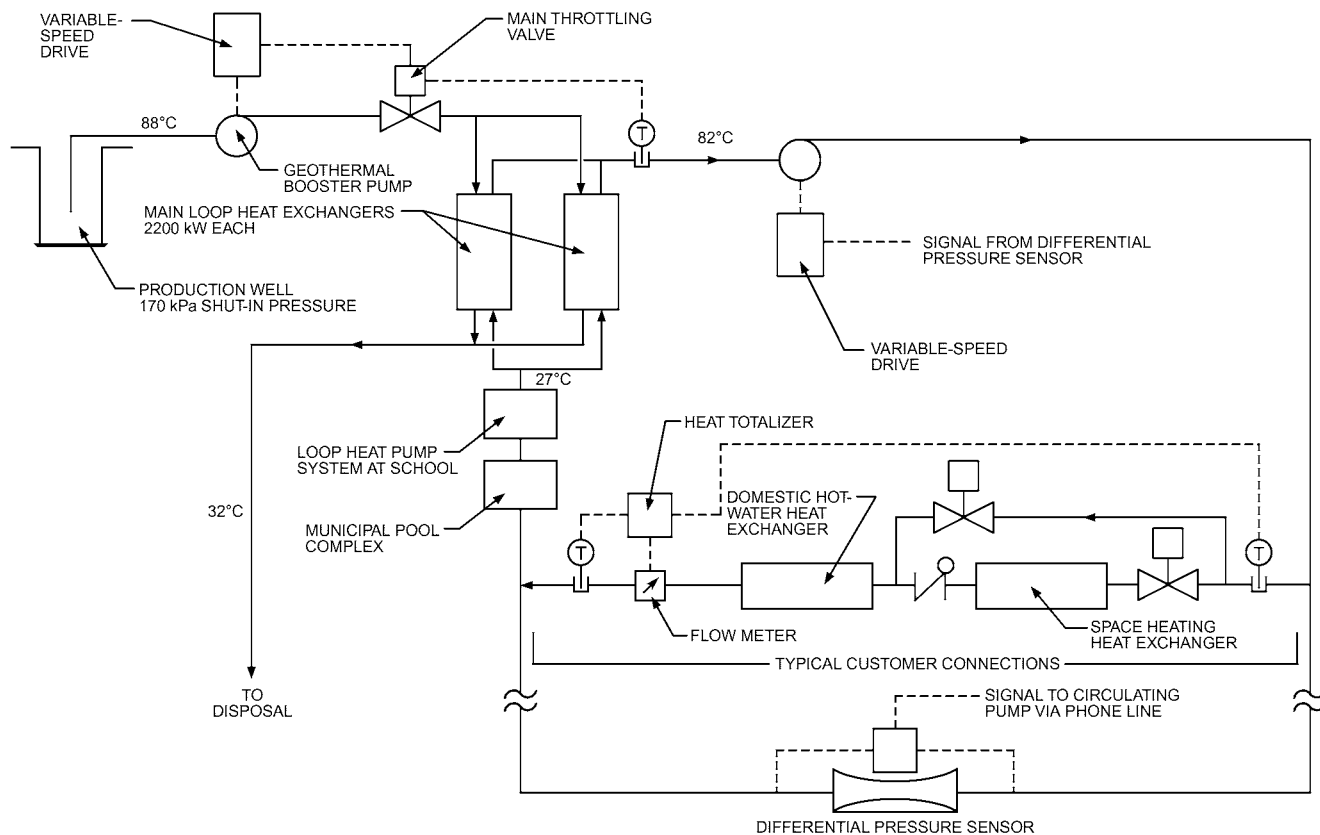 VARIABLE-
SPEED
DRIVE
MAIN THROTTLING
VALVE
88°C
T
82°C
GEOTHERMAL
BOOSTER PUMP
MAIN LOOP HEAT EXCHANGERS
2200 kW EACH
SIGNAL FROM DIFFERENTIAL
PRESSURE SENSOR
PRODUCTION WELL
170 kPa SHUT-IN PRESSURE
VARIABLE-SPEED
DRIVE
27°C
HEAT TOTALIZER
LOOP HEAT PUMP
SYSTEM AT SCHOOL
DOMESTIC HOT-
WATER HEAT
EXCHANGER
32°C
MUNICIPAL POOL
COMPLEX
T
T
FLOW METER
SPACE HEATING
HEAT EXCHANGER
TYPICAL CUSTOMER CONNECTIONS
TO
DISPOSAL
SIGNAL TO CIRCULATING
PUMP VIA PHONE LINE
DIFFERENTIAL PRESSURE SENSOR